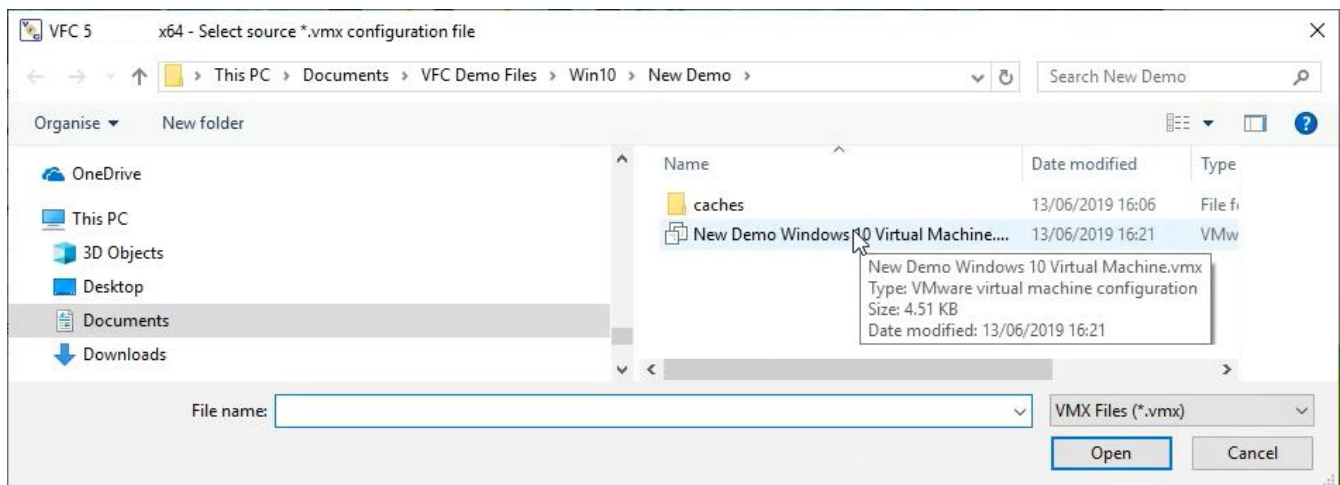 VFC 5 x64 - Select source *.vmx configuration file
This PC > Documents > VFC Demo Files > Win10 > New Demo >
Search New Demo
Organise
New folder
OneDrive
This PC
3D Objects
Desktop
Documents
Downloads
Name Date modified Type
caches 13/06/2019 16:06 File f
New Demo Windows 10 Virtual Machine.... 13/06/2019 16:21 VMw
New Demo Windows 10 Virtual Machine.vmx
Type: VMware virtual machine configuration
Size: 4.51 KB
Date modified: 13/06/2019 16:21
File name:
VMX Files (*.vmx)
Open Cancel